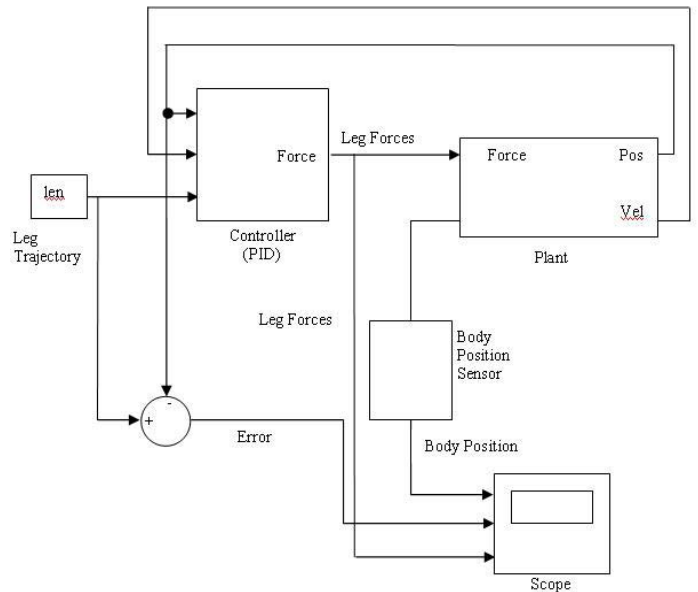 Leg Forces
Force
Force
Pos
len
Vel
Leg
Trajectory
Controller
(PID)
Plant
Leg Forces
Body
Position
Sensor
-
+
Error
Body Position
Scope